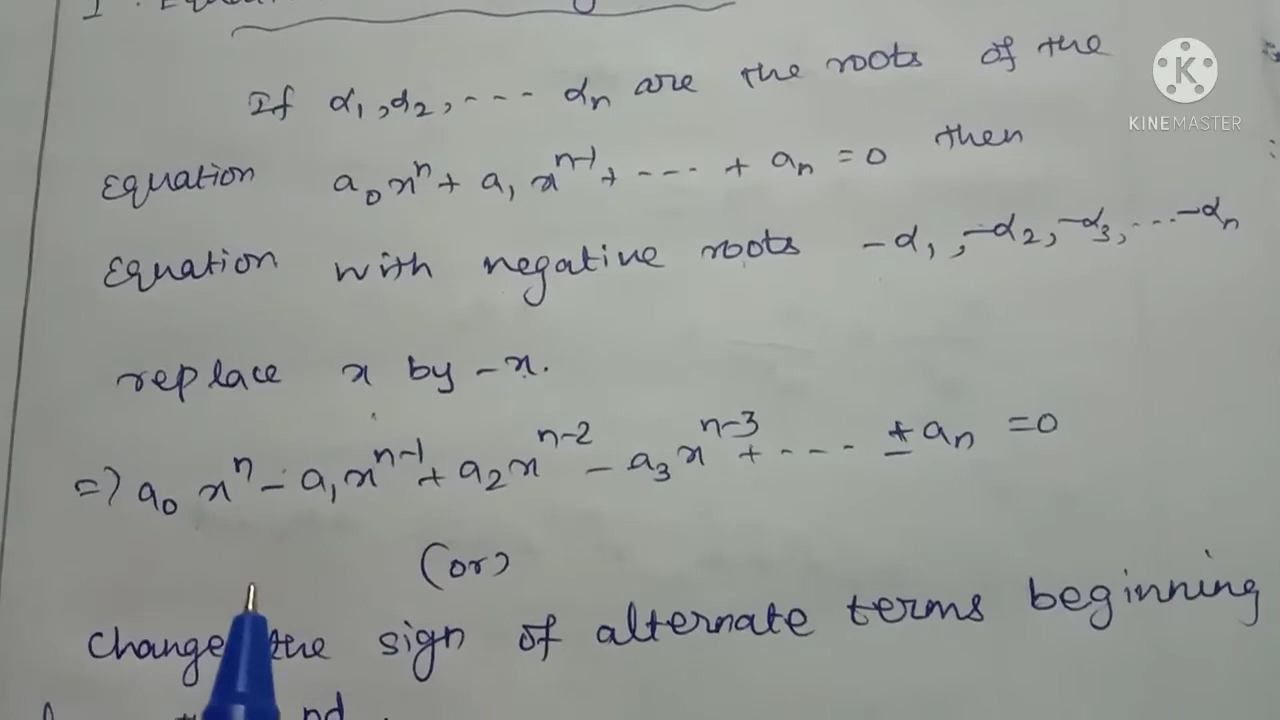 If α₁, α₂, ---- αₙ are the roots of the
KINEMASTER
Equation a₀xⁿ + a₁xⁿ⁻¹ + ---- + aₙ = 0 then
Equation with negative roots -α₁, -α₂, -α₃, ....-αₙ
replace x by -x.
=) a₀xⁿ - a₁xⁿ⁻¹ + a₂xⁿ⁻² - a₃xⁿ⁻³ + ---- ± aₙ = 0
(or)
Change the sign of alternate terms beginning
nd